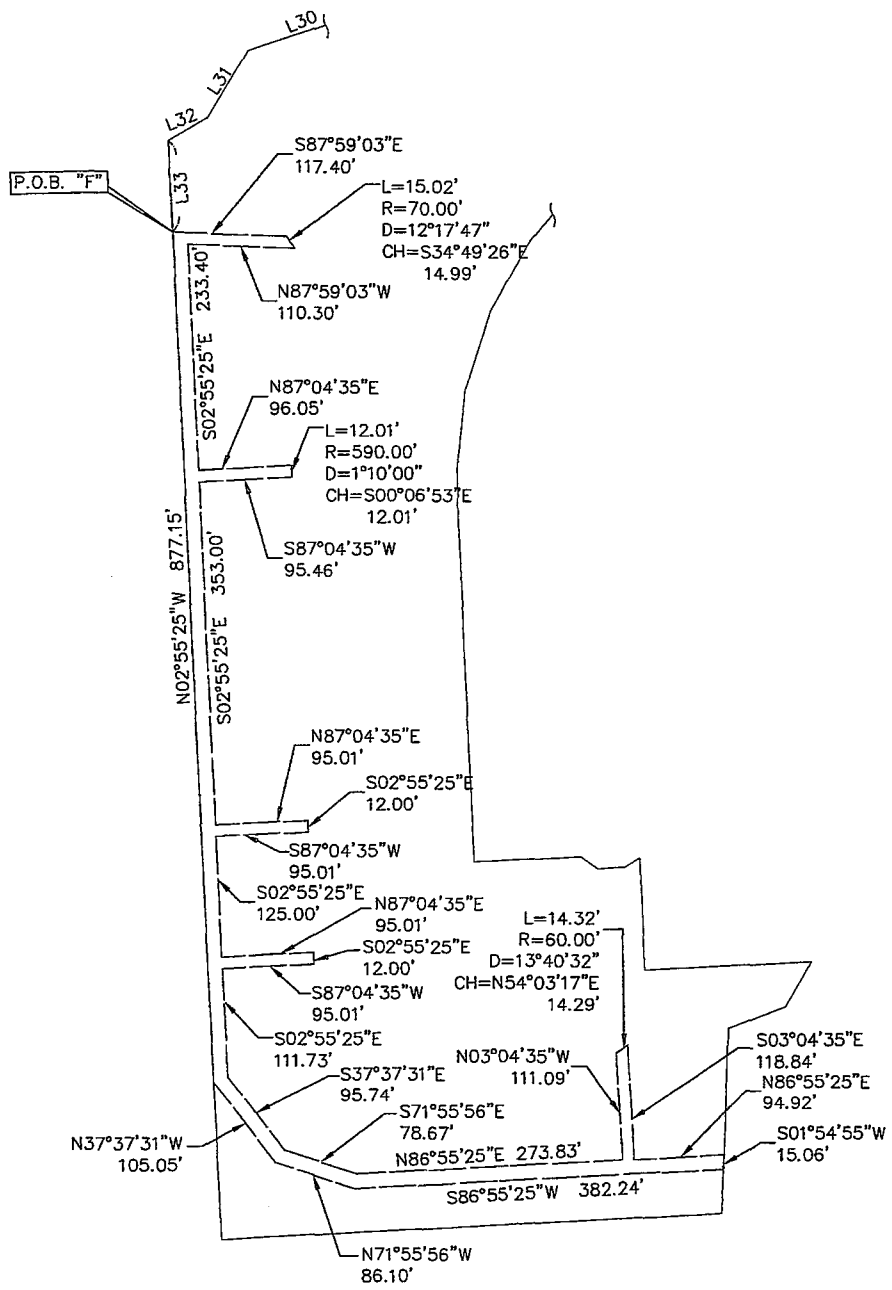 L30
L31
L32
L33
P.O.B. "F"
S87°59'03"E
117.40'
L=15.02'
R=70.00'
D=12°17'47"
CH=S34°49'26"E
14.99'
N87°59'03"W
110.30'
S02°55'25"E 233.40'
N87°04'35"E
96.05'
L=12.01'
R=590.00'
D=1°10'00"
CH=S00°06'53"E
12.01'
S87°04'35"W
95.46'
N02°55'25"W 877.15'
S02°55'25"E 353.00'
N87°04'35"E
95.01'
S02°55'25"E
12.00'
S87°04'35"W
95.01'
S02°55'25"E
125.00'
N87°04'35"E
95.01'
S02°55'25"E
12.00'
S87°04'35"W
95.01'
S02°55'25"E
111.73'
L=14.32'
R=60.00'
D=13°40'32"
CH=N54°03'17"E
14.29'
N03°04'35"W
111.09'
S03°04'35"E
118.84'
N86°55'25"E
94.92'
S01°54'55"W
15.06'
S37°37'31"E
95.74'
S71°55'56"E
78.67'
N37°37'31"W
105.05'
N86°55'25"E 273.83'
S86°55'25"W 382.24'
N71°55'56"W
86.10'